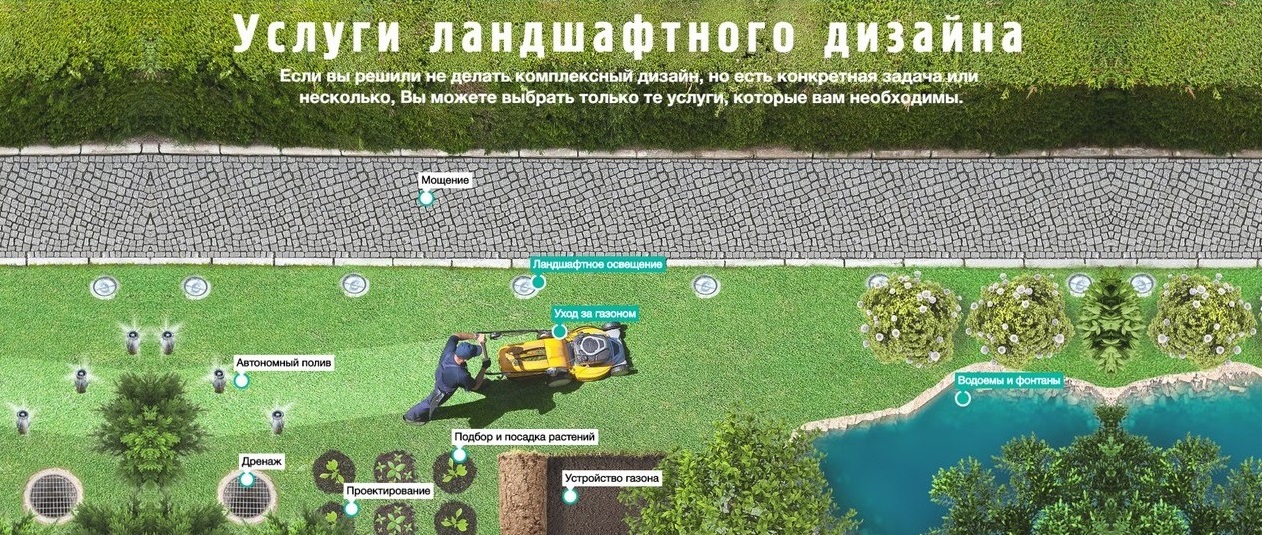 Услуги ландшафтного дизайна
Если вы решили не делать комплексный дизайн, но есть конкретная задача или
несколько, Вы можете выбрать только те услуги, которые вам необходимы.
Мощение
Ландшафтное освещение
Уход за газоном
Автономный полив
Водоемы и фонтаны
Подбор и посадка растений
Дренаж
Устройство газона
Проектирование